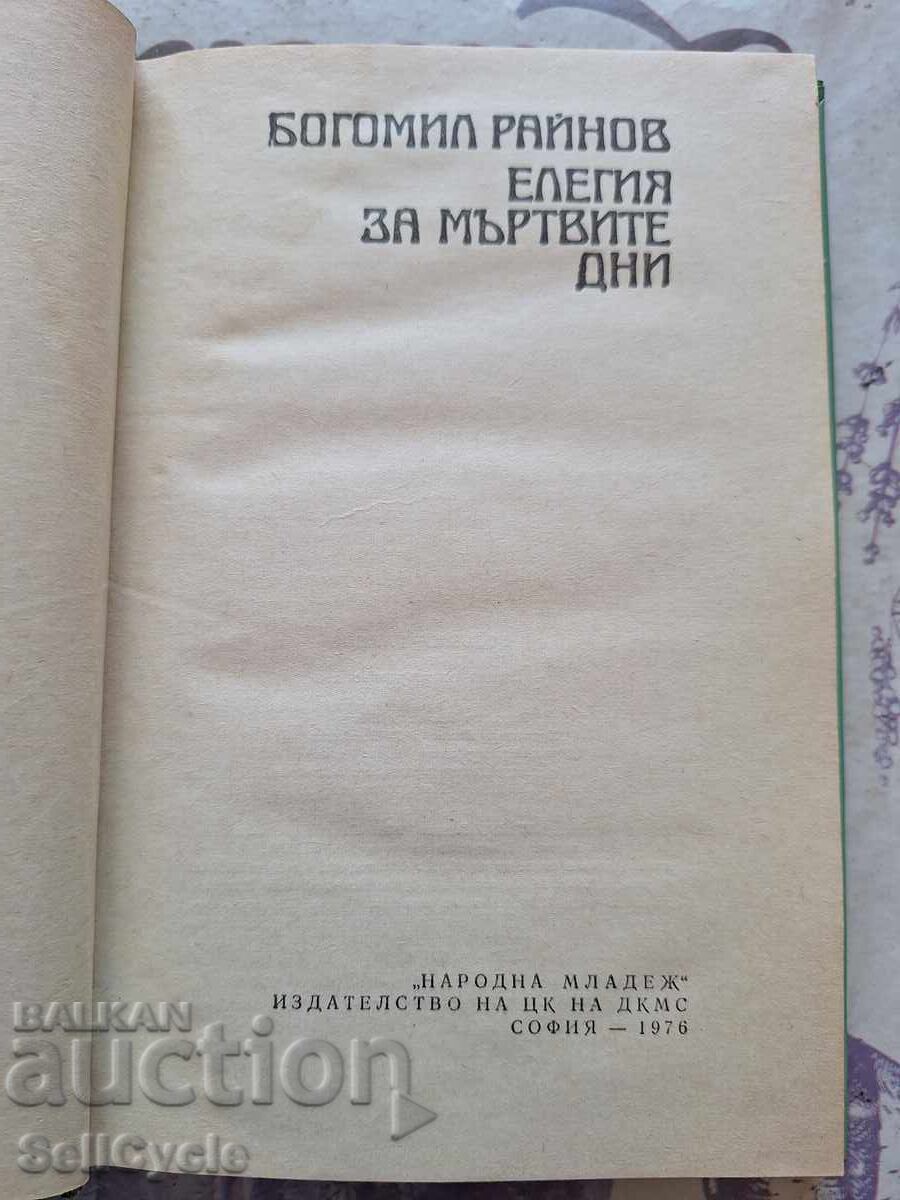 БОГОМИЛ РАЙНОВ
ЕЛЕГИЯ
ЗА МЪРТВИТЕ
ДНИ
„НАРОДНА МЛАДЕЖ“
ИЗДАТЕЛСТВО НА ЦК НА ДКМС
СОФИЯ — 1976
BALKAN
auction
SellCycle